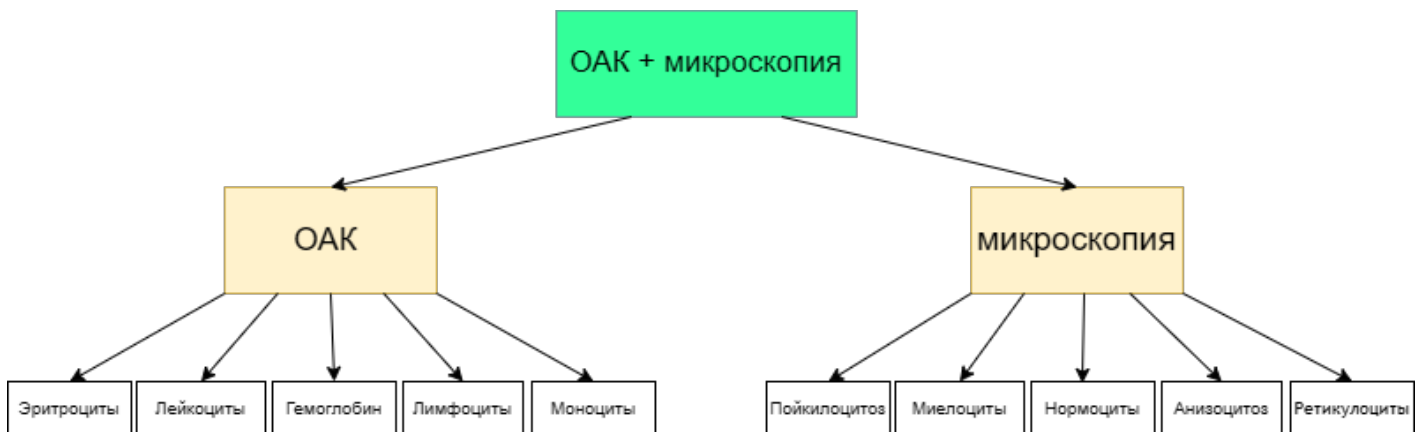 ОАК + микроскопия
ОАК
микроскопия
Эритроциты
Лейкоциты
Гемоглобин
Лимфоциты
Моноциты
Пойкилоцитоз
Миелоциты
Нормоциты
Анизоцитоз
Ретикулоциты